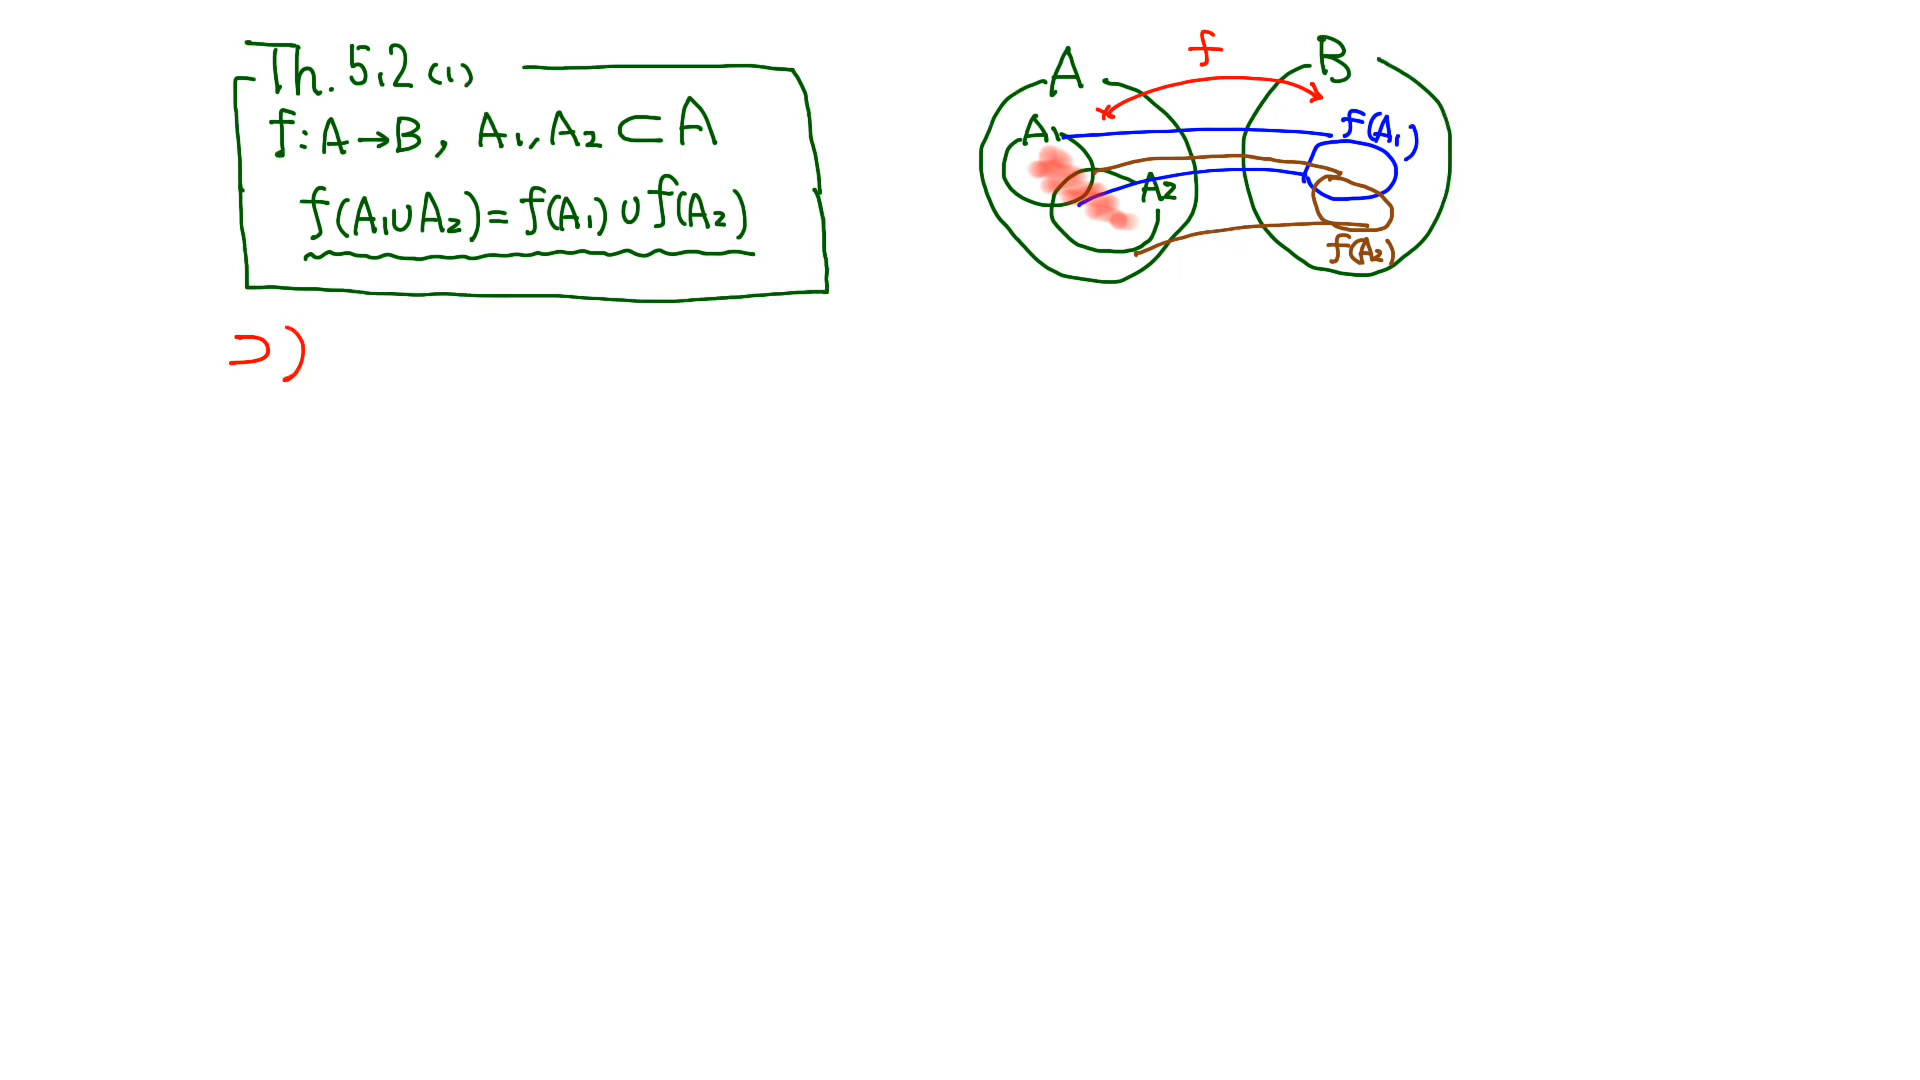 Th. 5.2 (1)
f: A → B, A₁, A₂ ⊂ A
f(A₁∪A₂) = f(A₁) ∪ f(A₂)
⊃)
f
A
B
A₁
A₂
f(A₁)
f(A₂)